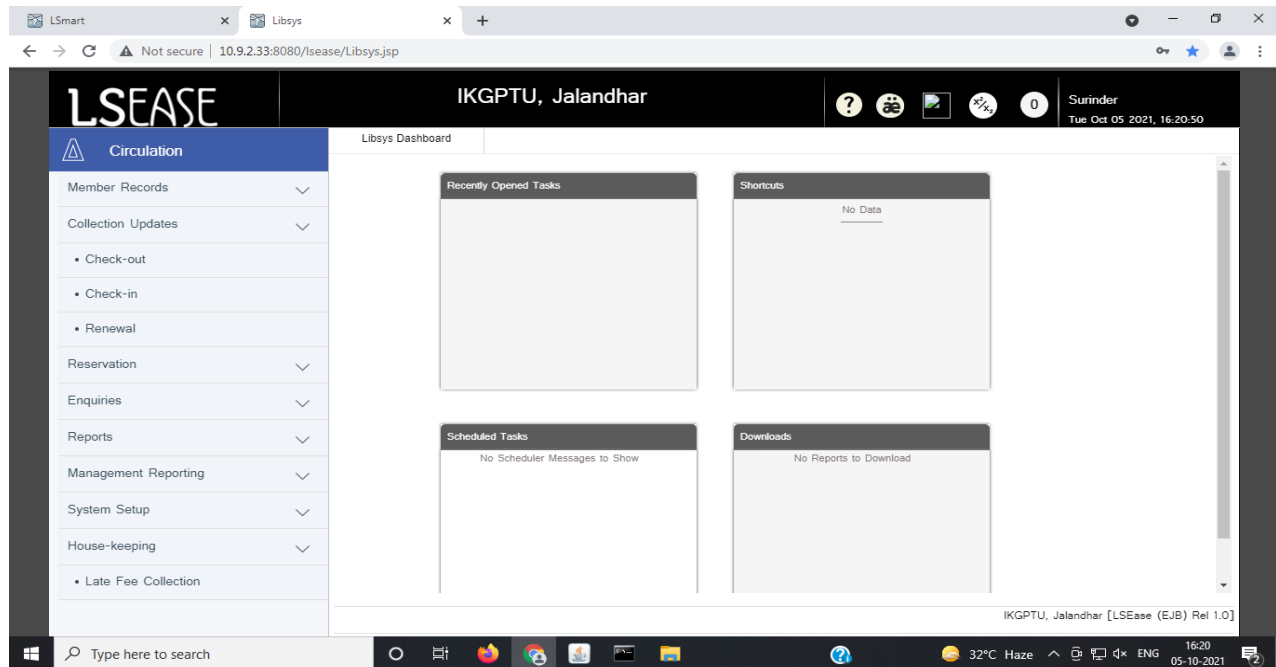 LSmart
Libsys
Not secure | 10.9.2.33:8080/lsease/Libsys.jsp
LSEASE
IKGPTU, Jalandhar
? äë x²x₂ 0
Surinder
Tue Oct 05 2021, 16:20:50
Circulation
Libsys Dashboard
Member Records
Collection Updates
• Check-out
• Check-in
• Renewal
Reservation
Enquiries
Reports
Management Reporting
System Setup
House-keeping
• Late Fee Collection
Recently Opened Tasks
Shortcuts
No Data
Scheduled Tasks
No Scheduler Messages to Show
Downloads
No Reports to Download
IKGPTU, Jalandhar [LSEase (EJB) Rel 1.0]
Type here to search
32°C Haze
ENG
16:20
05-10-2021
2